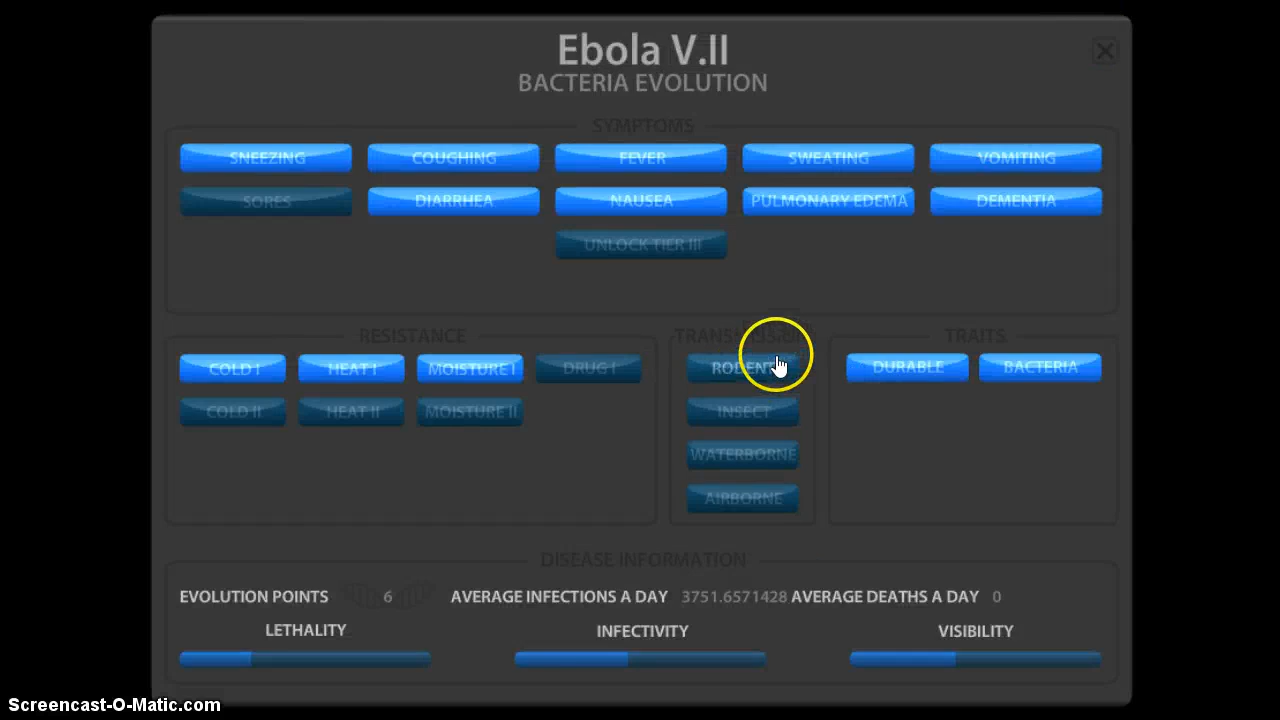 Ebola V.II
BACTERIA EVOLUTION
SYMPTOMS
SNEEZING COUGHING FEVER SWEATING VOMITING
SORES DIARRHEA NAUSEA PULMONARY EDEMA DEMENTIA
UNLOCK TIER III
RESISTANCE
COLD I HEAT I MOISTURE I DRUG I
COLD II HEAT II MOISTURE II
TRANSMISSION
RODENT
INSECT
WATERBORNE
AIRBORNE
TRAITS
DURABLE BACTERIA
DISEASE INFORMATION
EVOLUTION POINTS 6 AVERAGE INFECTIONS A DAY 3751.6571428 AVERAGE DEATHS A DAY 0
LETHALITY INFECTIVITY VISIBILITY
Screencast-O-Matic.com